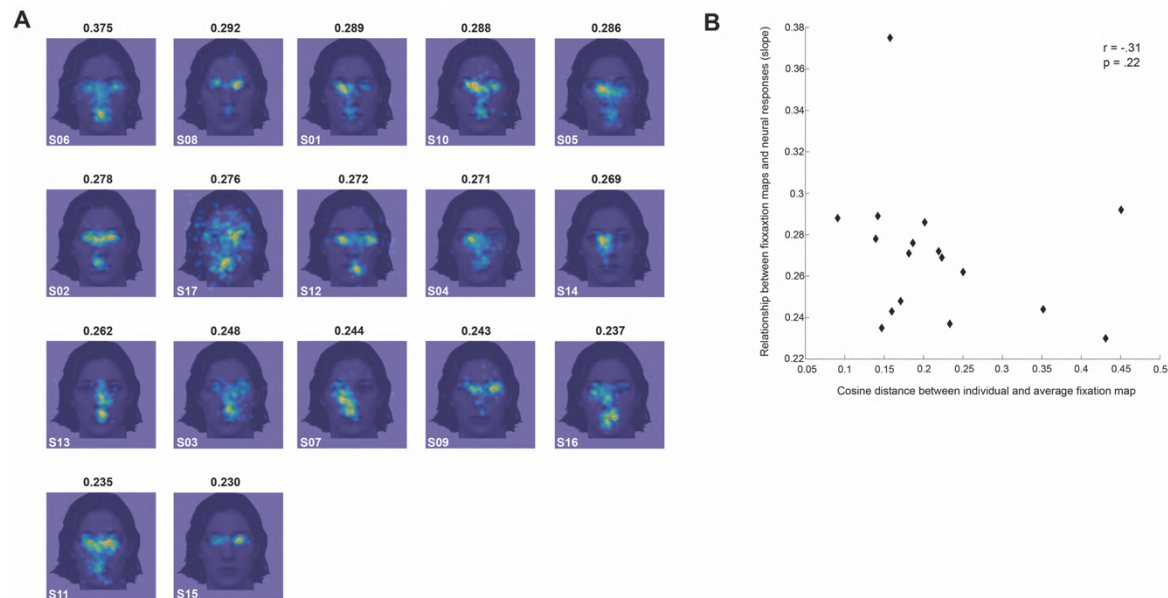 A
0.375 0.292 0.289 0.288 0.286
S06 S08 S01 S10 S05
0.278 0.276 0.272 0.271 0.269
S02 S17 S12 S04 S14
0.262 0.248 0.244 0.243 0.237
S13 S03 S07 S09 S16
0.235 0.230
S11 S15
B
Relationship between fixxaxtion maps and neural responses (slope)
0.38
0.36
0.34
0.32
0.3
0.28
0.26
0.24
0.22
r = -.31
p = .22
0.05 0.1 0.15 0.2 0.25 0.3 0.35 0.4 0.45 0.5
Cosine distance between individual and average fixation map